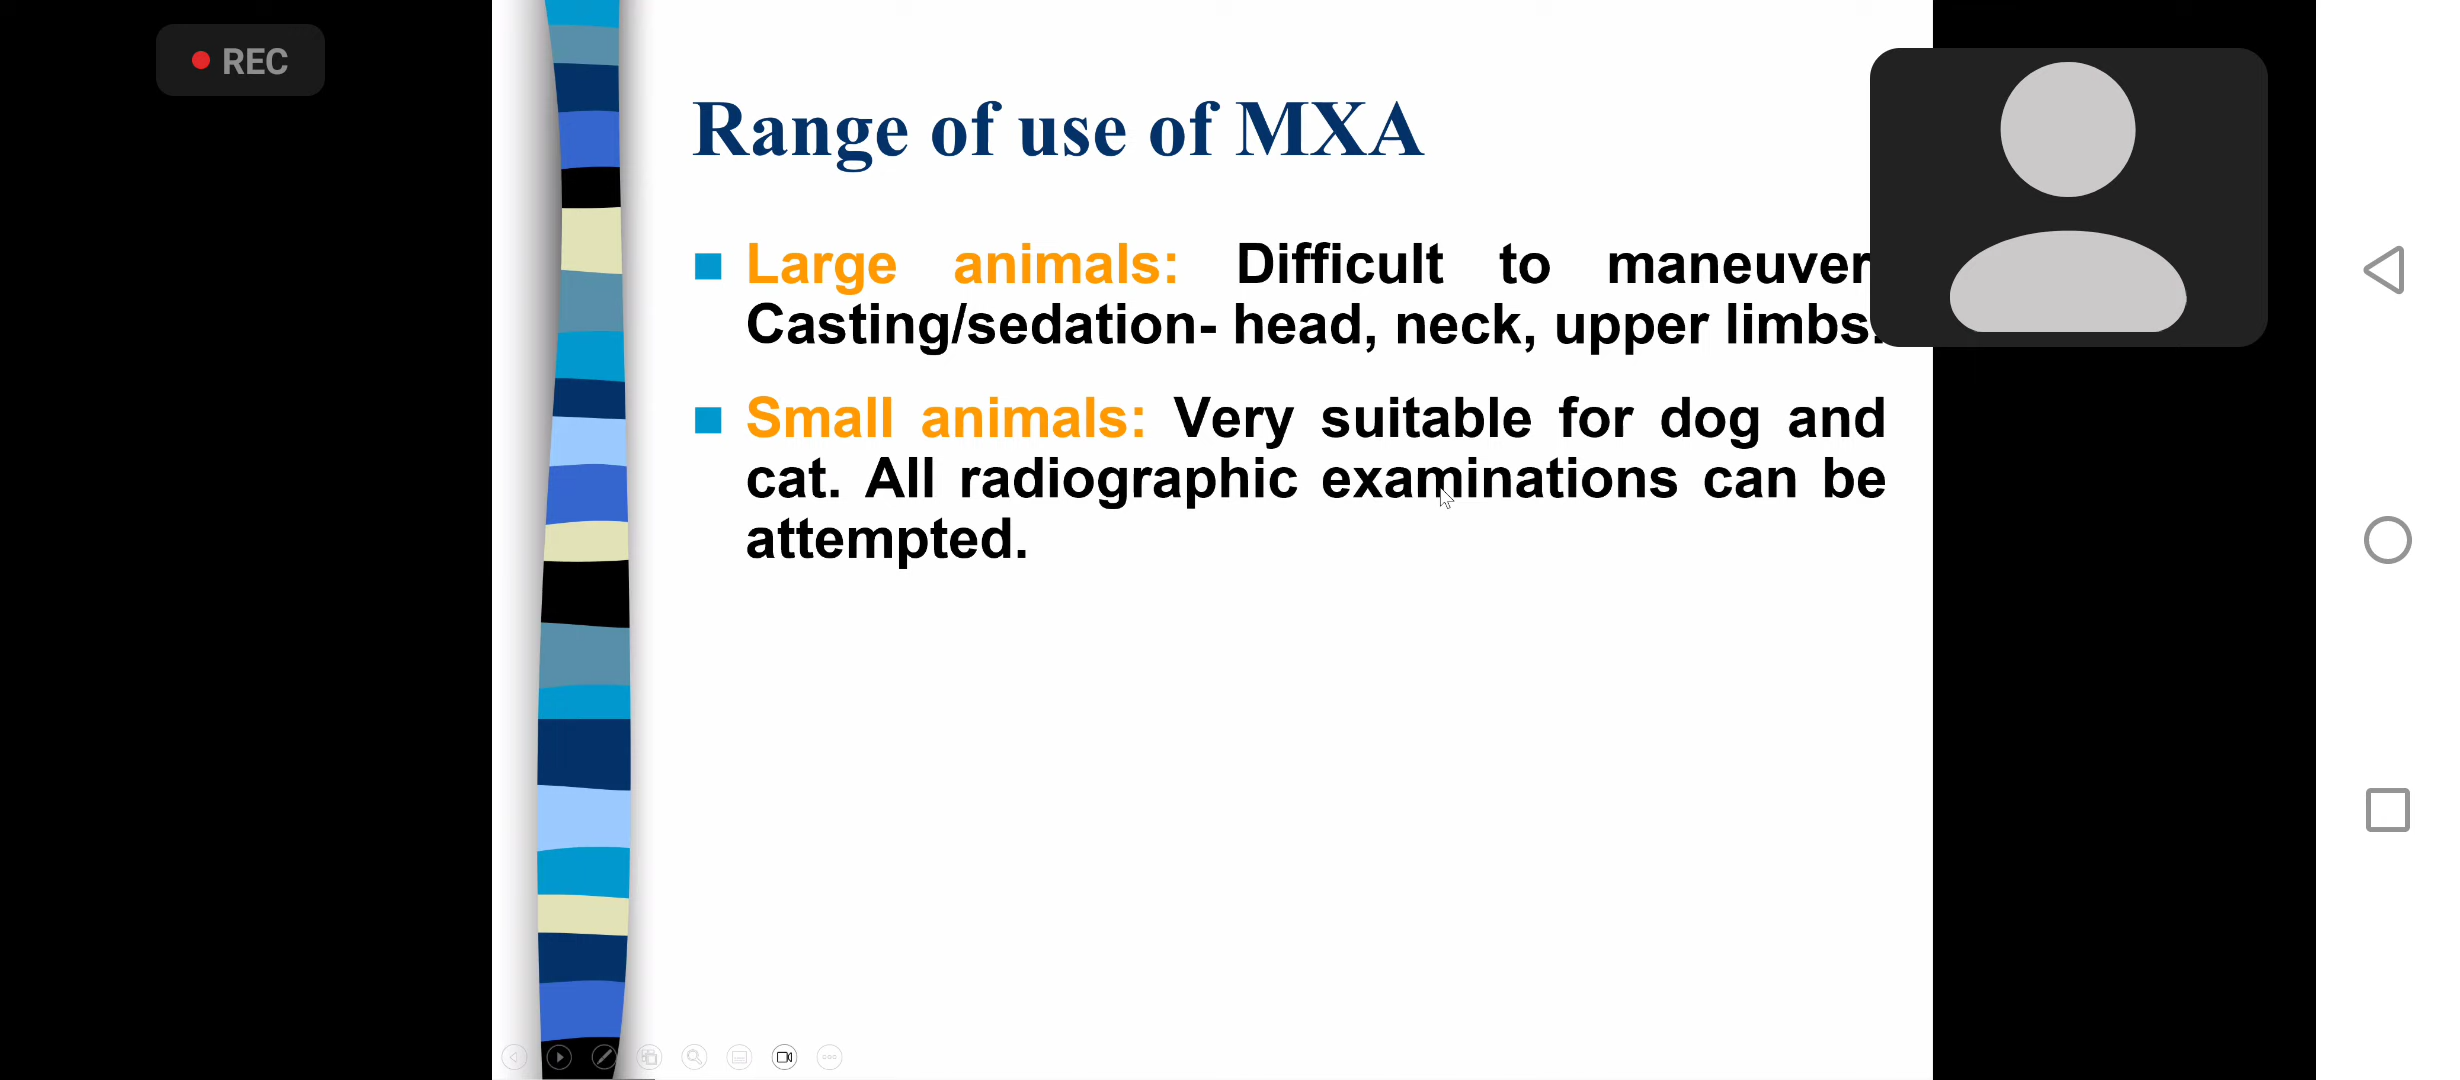 REC
Range of use of MXA
Large animals: Difficult to maneuver
Casting/sedation- head, neck, upper limbs.
Small animals: Very suitable for dog and
cat. All radiographic examinations can be
attempted.